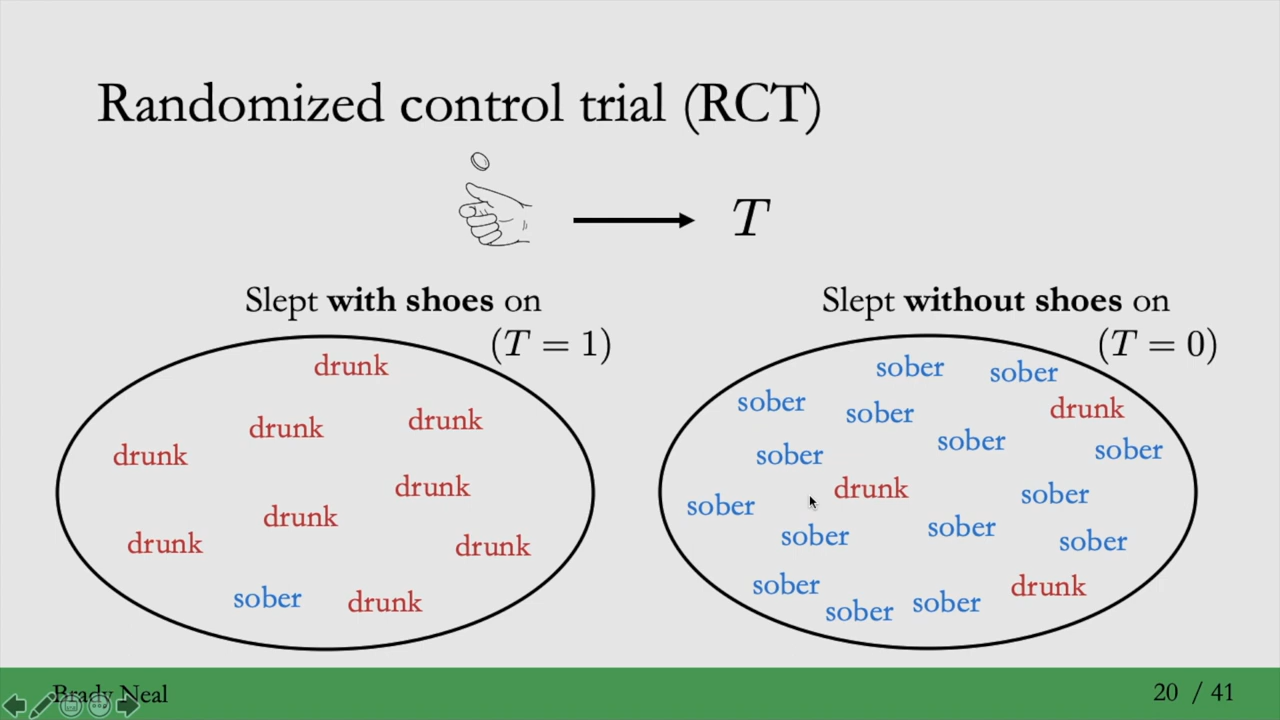 Randomized control trial (RCT)
T
Slept with shoes on
(T = 1)
Slept without shoes on
(T = 0)
drunk
drunk
drunk
drunk
drunk
drunk
drunk
drunk
sober
drunk
sober
sober
sober
sober
drunk
sober
sober
sober
drunk
sober
sober
sober
sober
sober
sober
drunk
sober
sober
Brady Neal
20 / 41